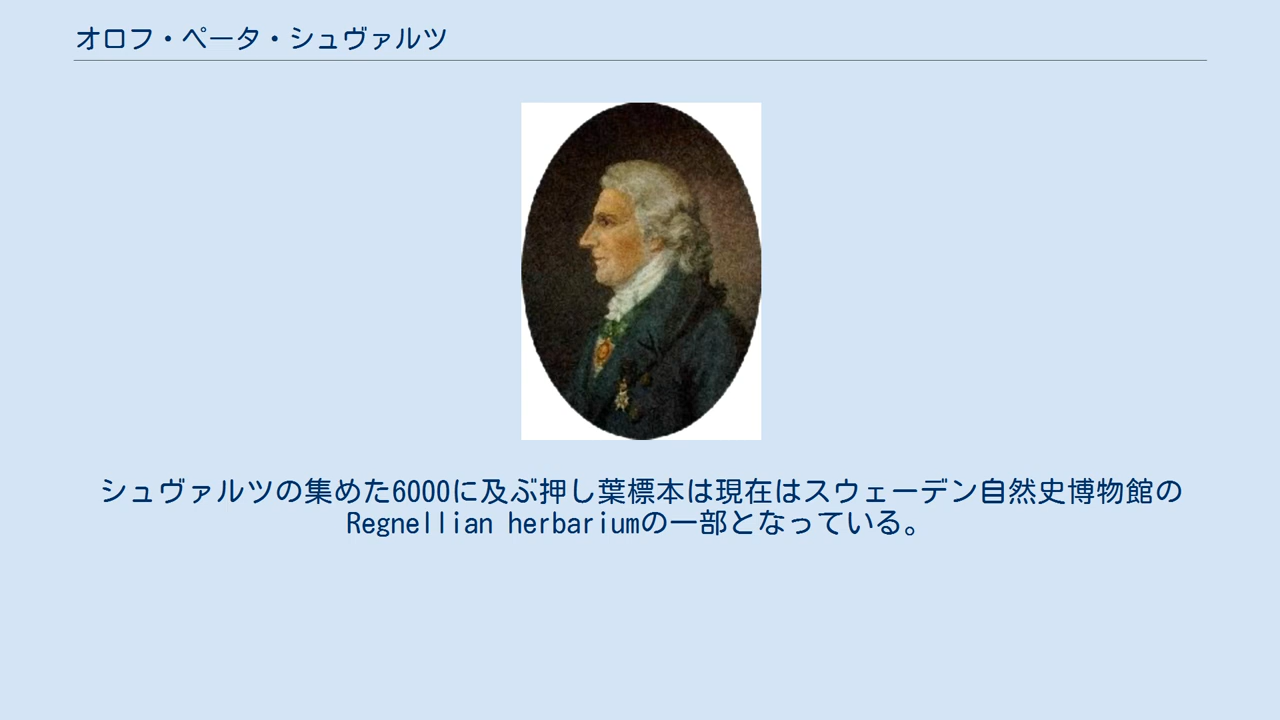 オロフ・ペータ・シュヴァルツ
シュヴァルツの集めた6000に及ぶ押し葉標本は現在はスウェーデン自然史博物館の
Regnellian herbariumの一部となっている。